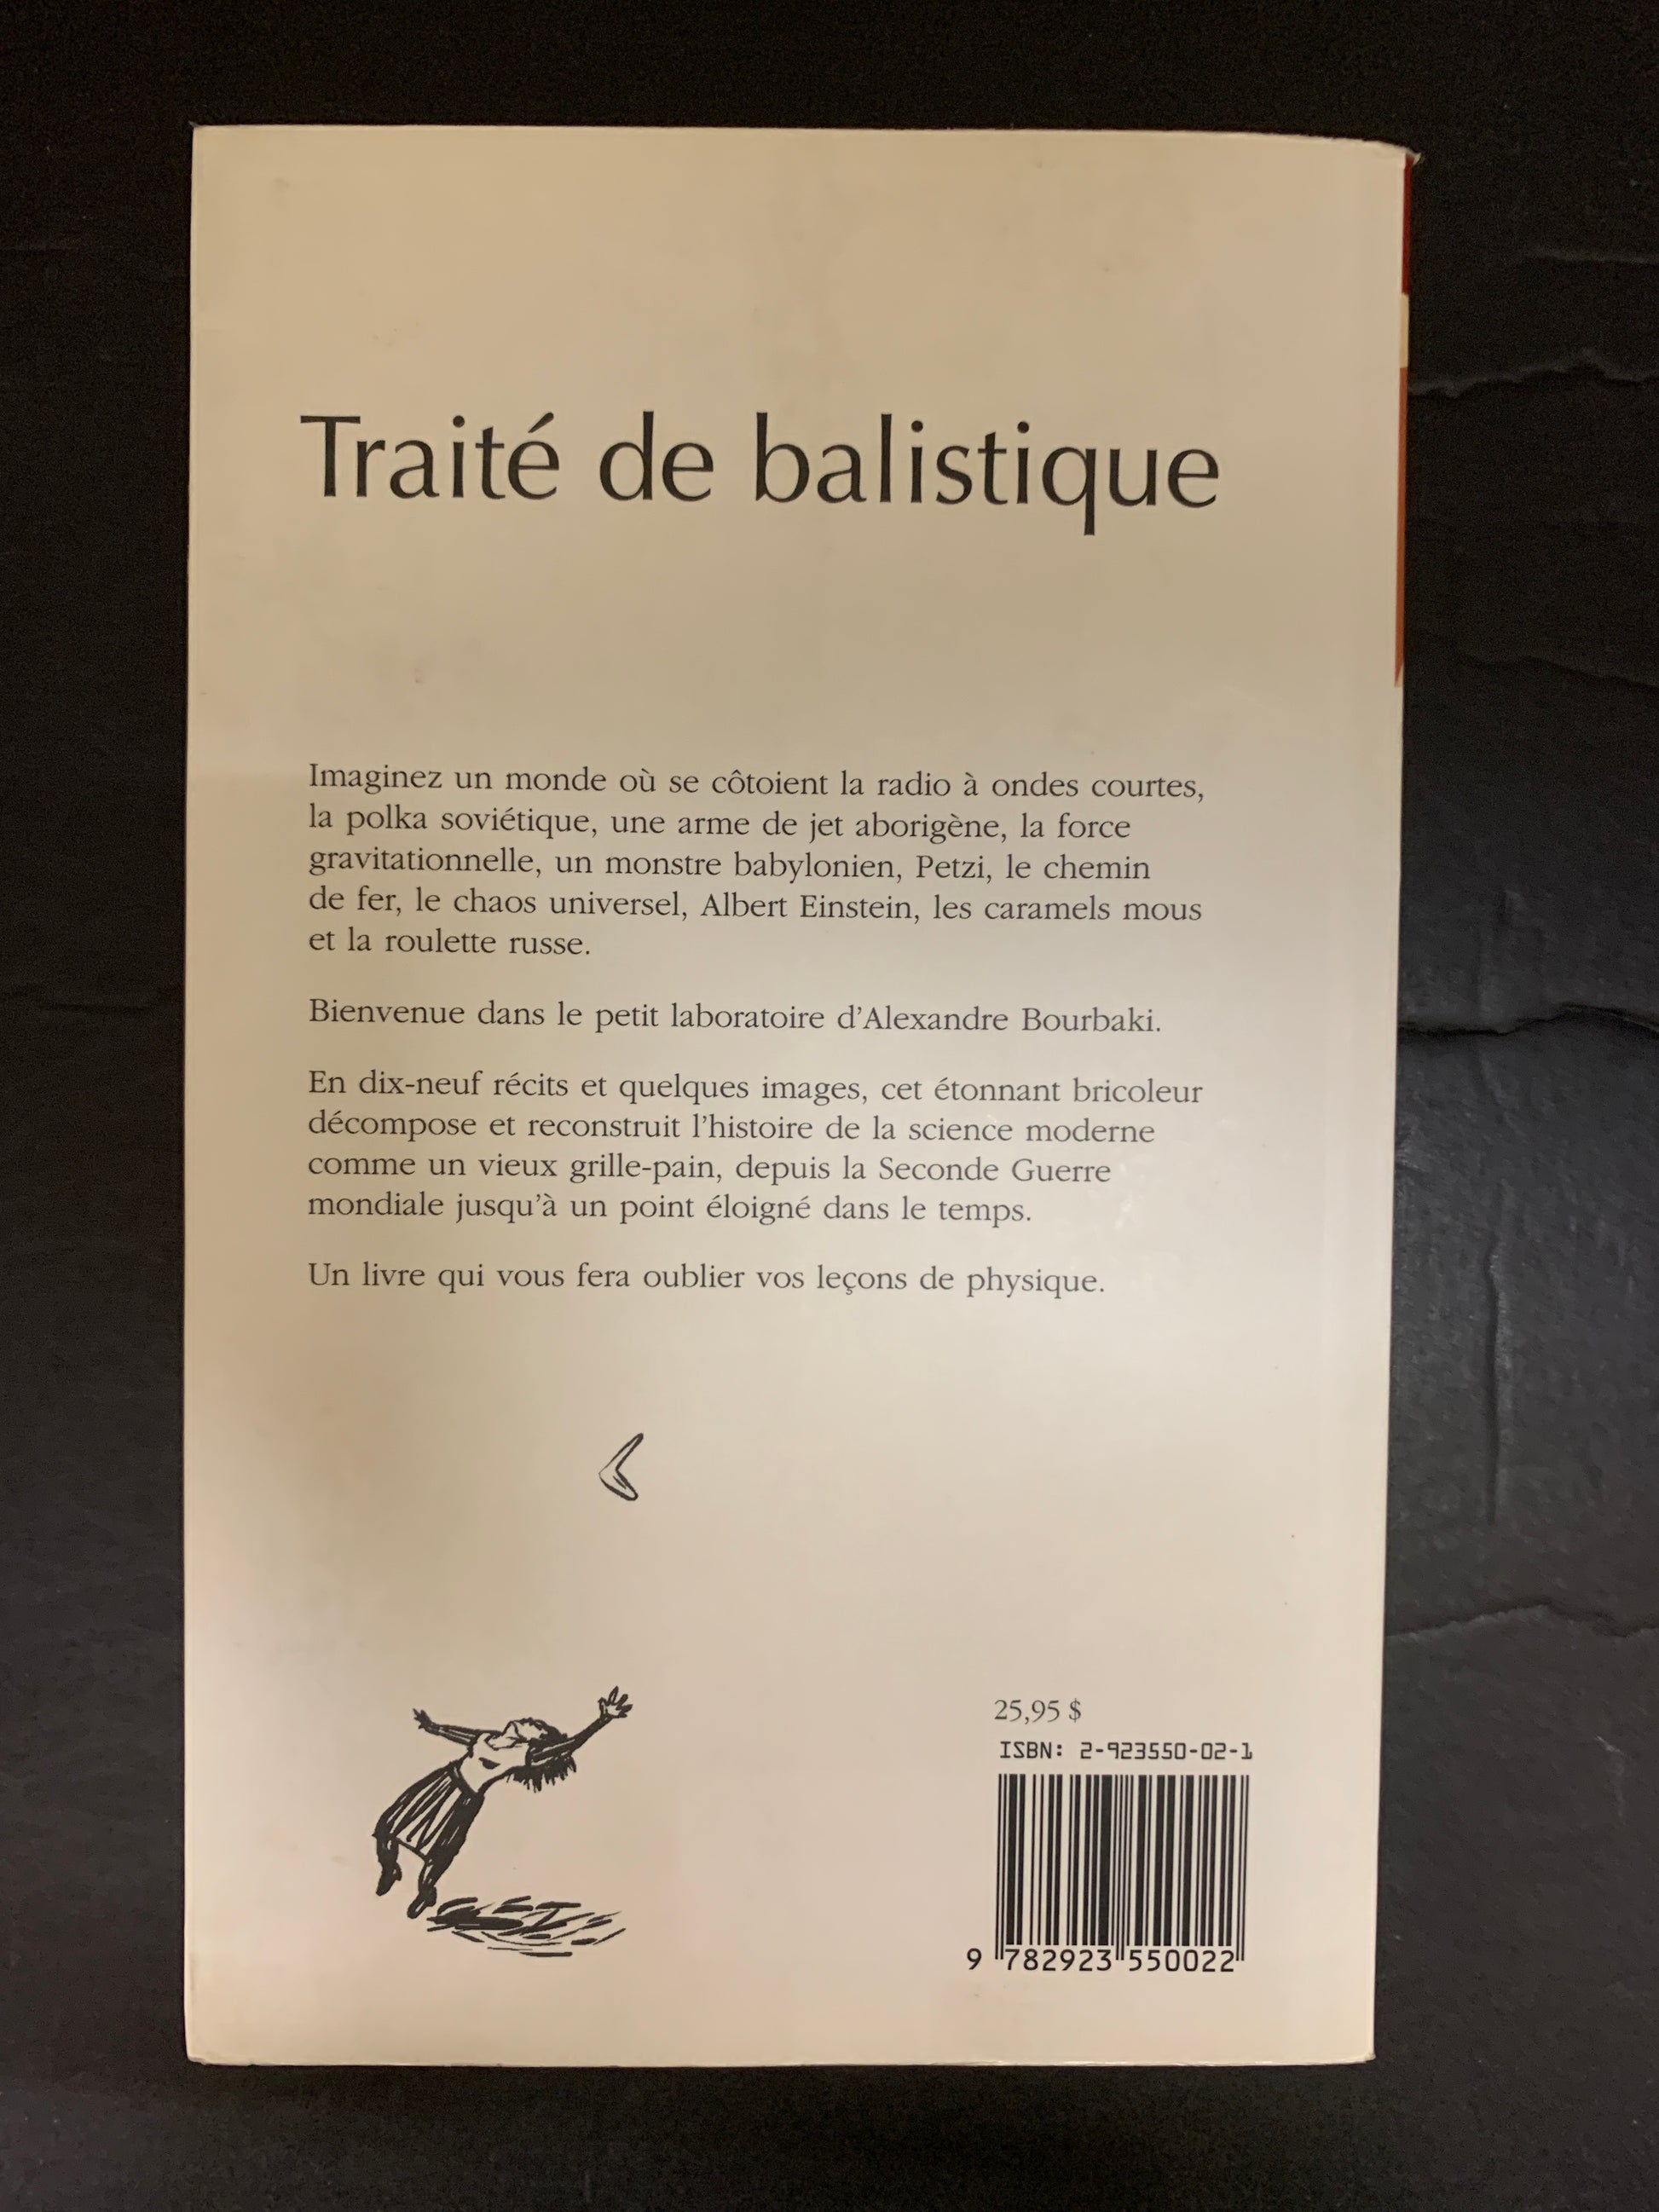 Traité de balistique
Imaginez un monde où se côtoient la radio à ondes courtes,
la polka soviétique, une arme de jet aborigène, la force
gravitationnelle, un monstre babylonien, Petzi, le chemin
de fer, le chaos universel, Albert Einstein, les caramels mous
et la roulette russe.
Bienvenue dans le petit laboratoire d'Alexandre Bourbaki.
En dix-neuf récits et quelques images, cet étonnant bricoleur
décompose et reconstruit l'histoire de la science moderne
comme un vieux grille-pain, depuis la Seconde Guerre
mondiale jusqu'à un point éloigné dans le temps.
Un livre qui vous fera oublier vos leçons de physique.
25,95 $
ISBN: 2-923550-02-1
9 782923 550022